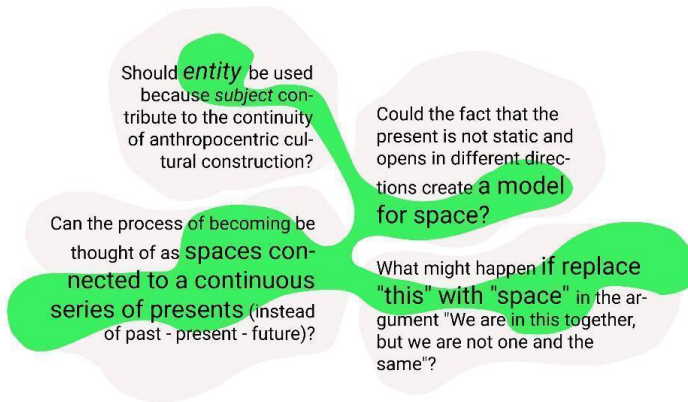 Should entity be used
because subject con-
tribute to the continuity
of anthropocentric cul-
tural construction?
Could the fact that the
present is not static and
opens in different direc-
tions create a model
for space?
Can the process of becoming be
thought of as spaces con-
nected to a continuous
series of presents (instead
of past - present - future)?
What might happen if replace
"this" with "space" in the ar-
gument "We are in this together,
but we are not one and the
same"?